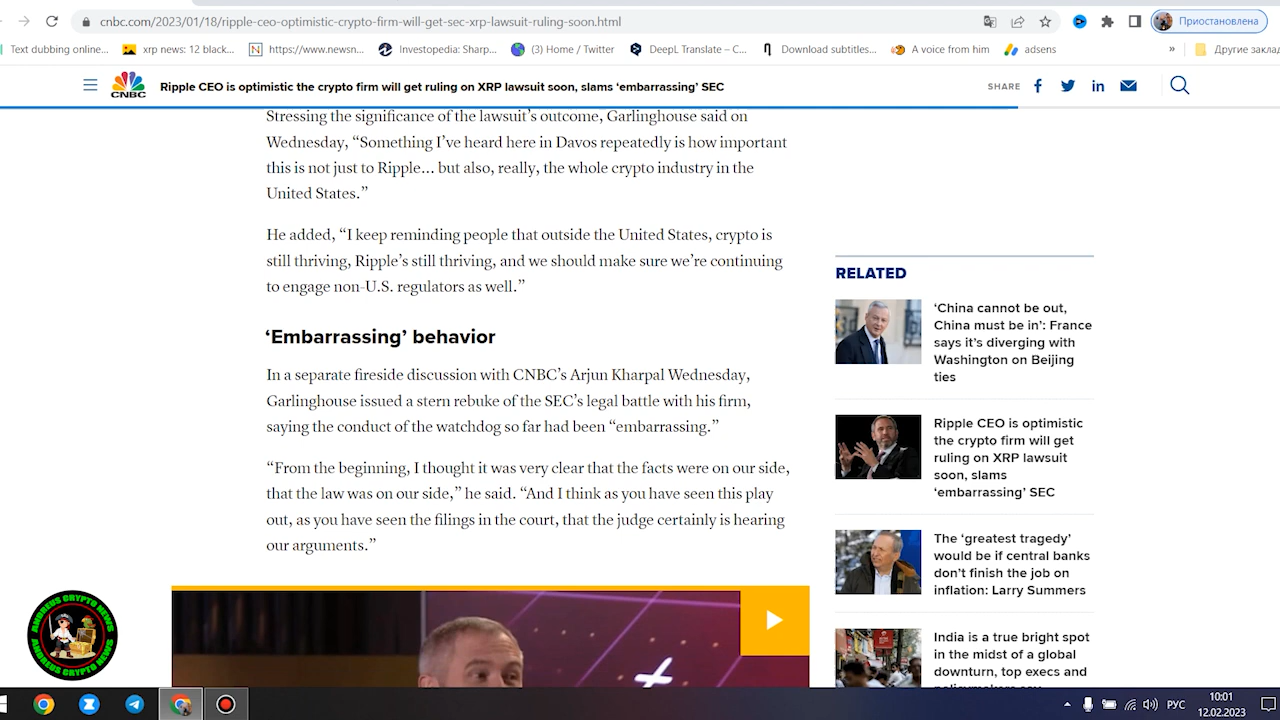 cnbc.com/2023/01/18/ripple-ceo-optimistic-crypto-firm-will-get-sec-xrp-lawsuit-ruling-soon.html
Приостановлена
Text dubbing online...
xrp news: 12 black...
https://www.newsn...
Investopedia: Sharp...
(3) Home / Twitter
DeepL Translate – C...
Download subtitles...
A voice from him
adsens
»
Другие закла
CNBC
Ripple CEO is optimistic the crypto firm will get ruling on XRP lawsuit soon, slams ‘embarrassing’ SEC
SHARE
Stressing the significance of the lawsuit’s outcome, Garlinghouse said on
Wednesday, “Something I’ve heard here in Davos repeatedly is how important
this is not just to Ripple... but also, really, the whole crypto industry in the
United States.”
He added, “I keep reminding people that outside the United States, crypto is
still thriving, Ripple’s still thriving, and we should make sure we’re continuing
to engage non-U.S. regulators as well.”
‘Embarrassing’ behavior
In a separate fireside discussion with CNBC’s Arjun Kharpal Wednesday,
Garlinghouse issued a stern rebuke of the SEC’s legal battle with his firm,
saying the conduct of the watchdog so far had been “embarrassing.”
“From the beginning, I thought it was very clear that the facts were on our side,
that the law was on our side,” he said. “And I think as you have seen this play
out, as you have seen the filings in the court, that the judge certainly is hearing
our arguments.”
RELATED
‘China cannot be out,
China must be in’: France
says it’s diverging with
Washington on Beijing
ties
Ripple CEO is optimistic
the crypto firm will get
ruling on XRP lawsuit
soon, slams
‘embarrassing’ SEC
The ‘greatest tragedy’
would be if central banks
don’t finish the job on
inflation: Larry Summers
India is a true bright spot
in the midst of a global
downturn, top execs and
ANDREUS CRYPTO NEWS
ANDREUS CRYPTO NEWS
РУС
10:01
12.02.2023